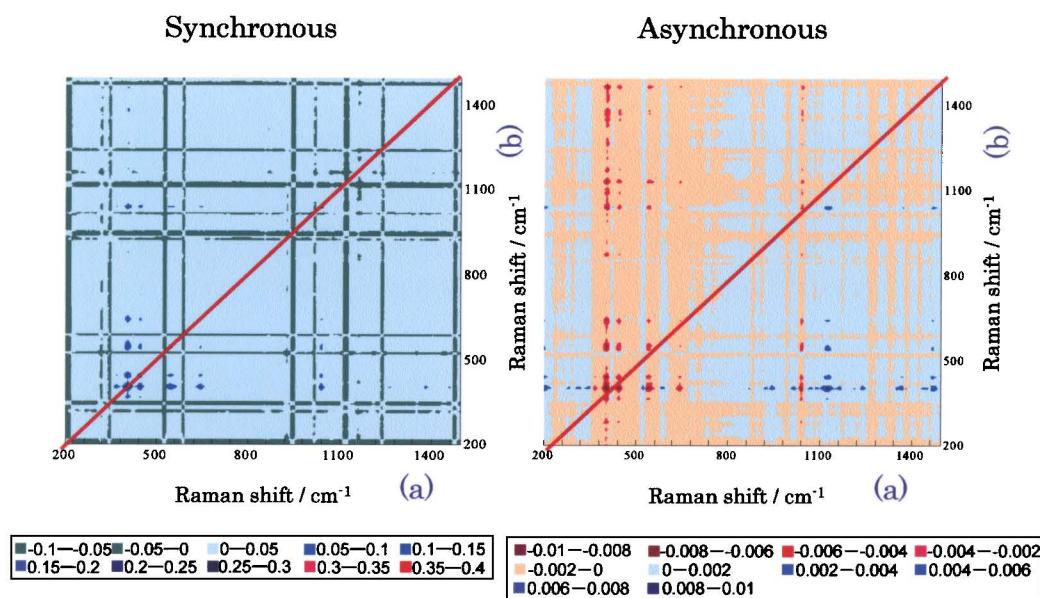 Synchronous
Asynchronous
1400
1100
800
500
200
(b)
Raman shift / cm-1
200 500 800 1100 1400
Raman shift / cm-1 (a)
1400
1100
800
500
200
(b)
Raman shift / cm-1
200 500 800 1100 1400
Raman shift / cm-1 (a)
-0.1—-0.05 -0.05—0 0—0.05 0.05—0.1 0.1—0.15
0.15—0.2 0.2—0.25 0.25—0.3 0.3—0.35 0.35—0.4
-0.01—-0.008 -0.008—-0.006 -0.006—-0.004 -0.004—-0.002
-0.002—0 0—0.002 0.002—0.004 0.004—0.006
0.006—0.008 0.008—0.01